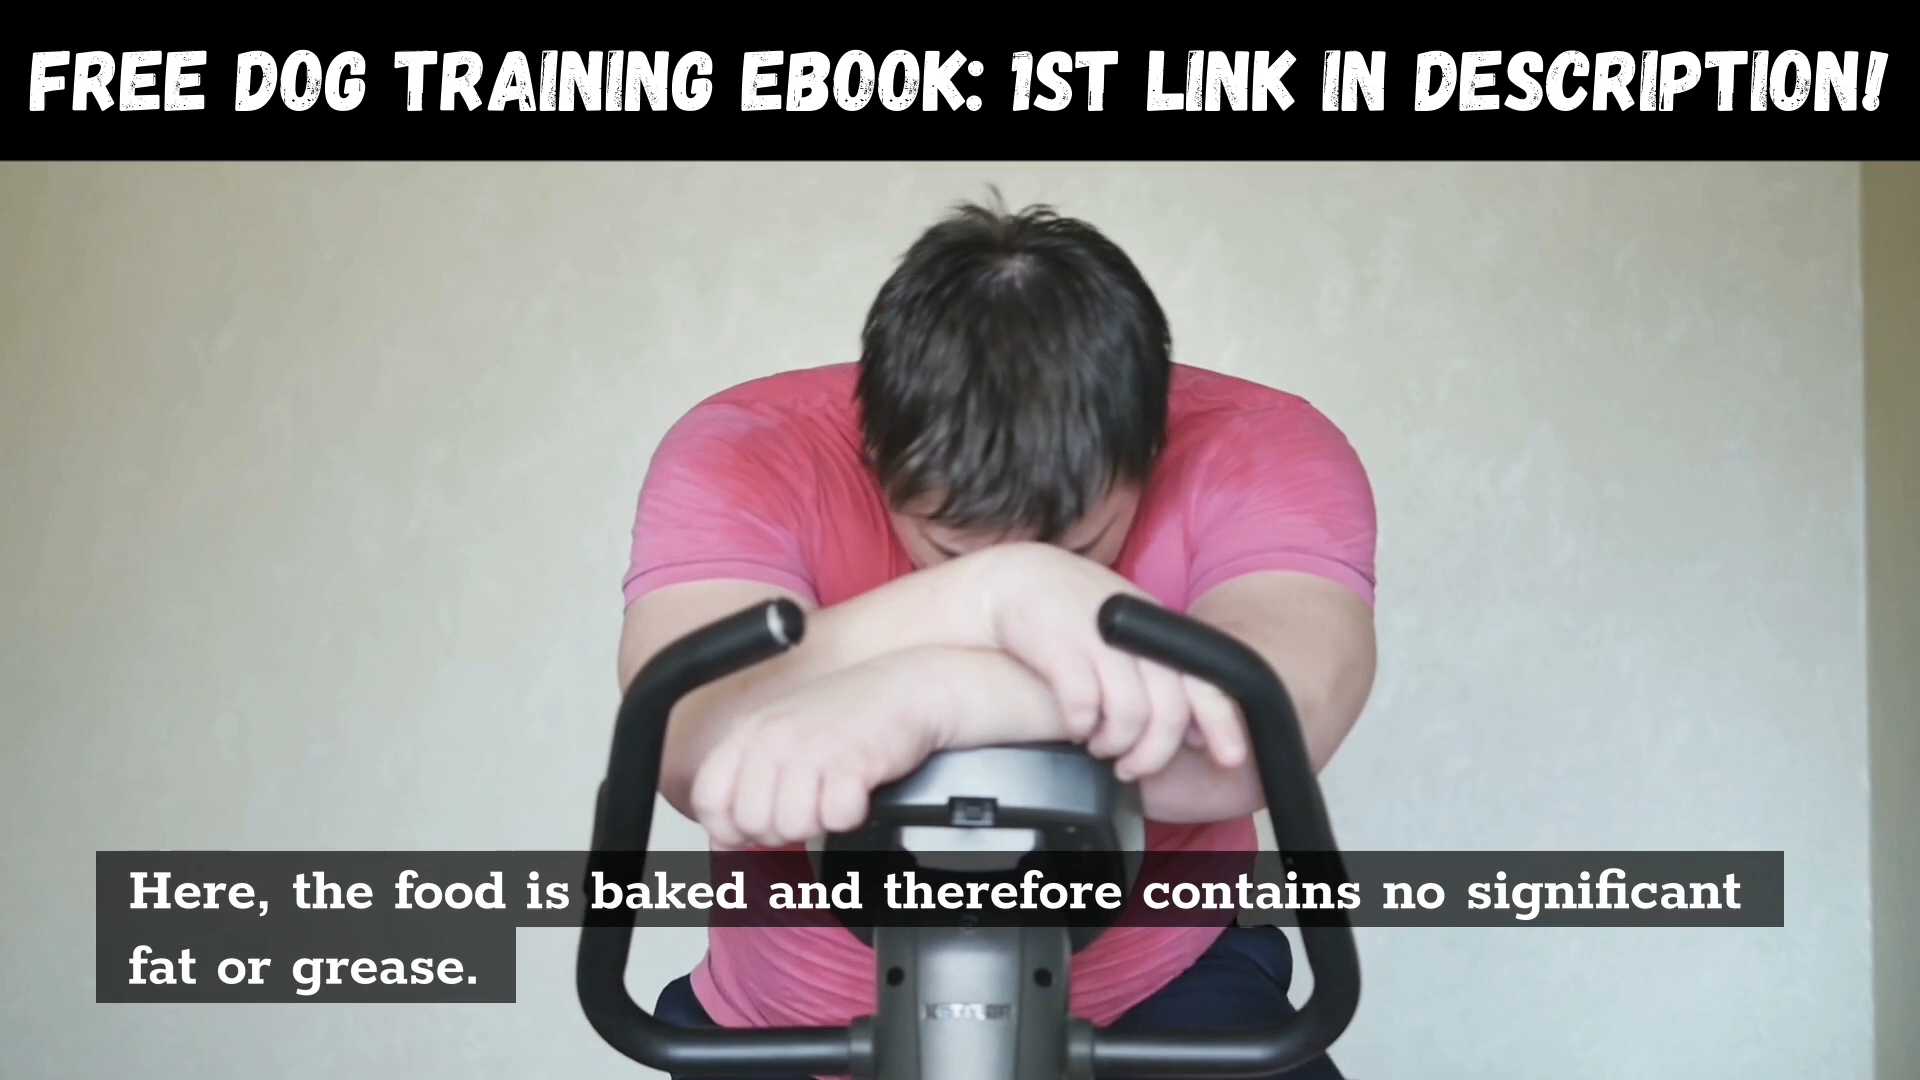 FREE DOG TRAINING EBOOK: 1ST LINK IN DESCRIPTION!
Here, the food is baked and therefore contains no significant
fat or grease.